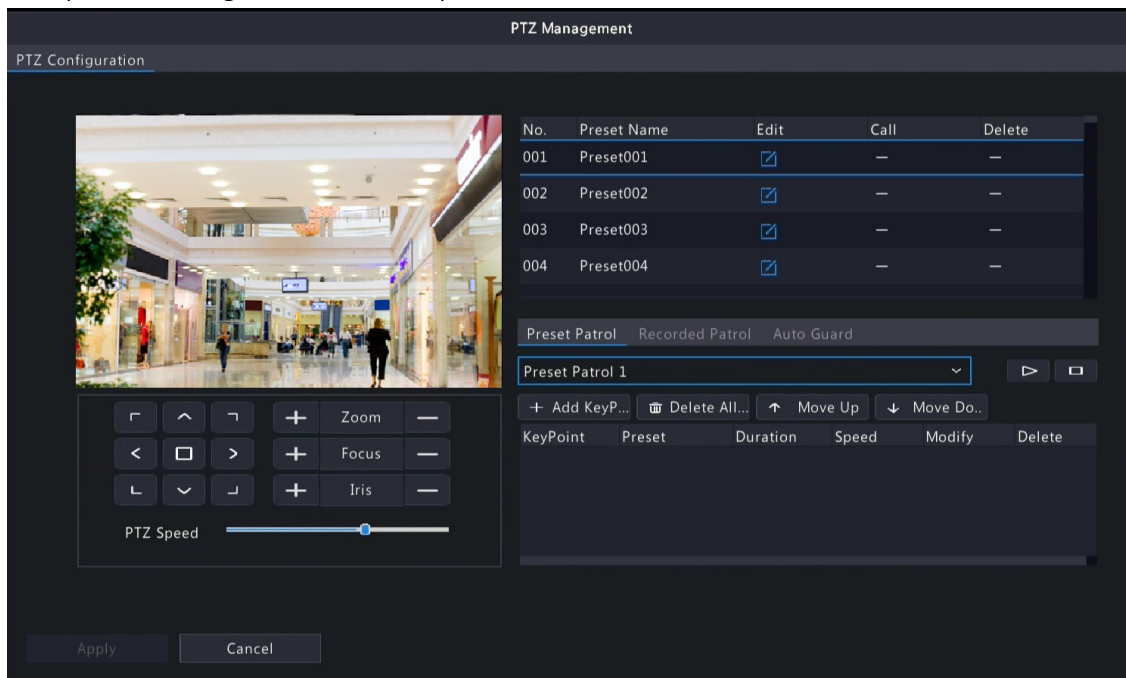 PTZ Management
PTZ Configuration
No. Preset Name Edit Call Delete
001 Preset001 — —
002 Preset002 — —
003 Preset003 — —
004 Preset004 — —
Preset Patrol Recorded Patrol Auto Guard
Preset Patrol 1
+ Add KeyP... Delete All... Move Up Move Do..
KeyPoint Preset Duration Speed Modify Delete
Zoom
Focus
Iris
PTZ Speed
Apply Cancel